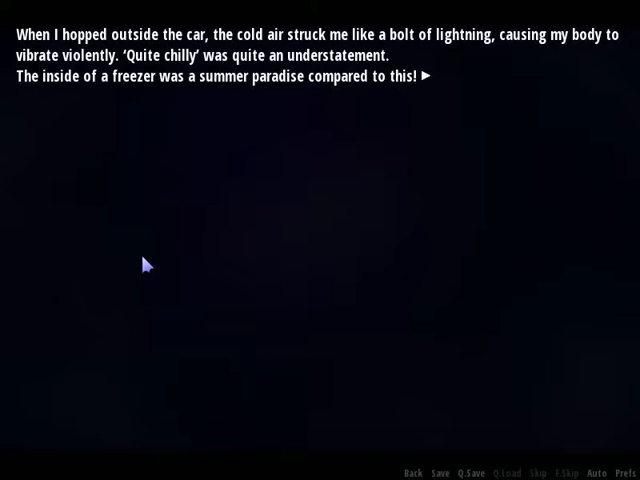 When I hopped outside the car, the cold air struck me like a bolt of lightning, causing my body to
vibrate violently. ‘Quite chilly’ was quite an understatement.
The inside of a freezer was a summer paradise compared to this!
Back Save Q.Save Q.Load Skip F.Skip Auto Prefs